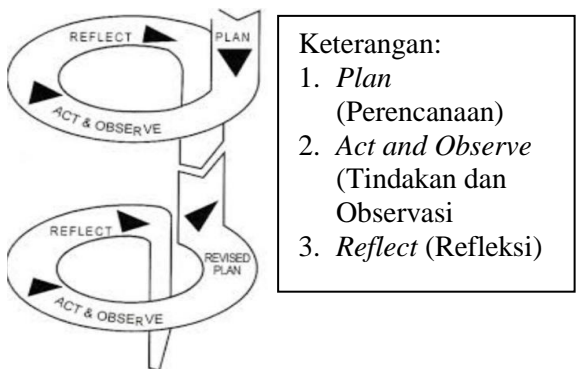 REFLECT
PLAN
ACT & OBSERVE
REFLECT
REVISED
PLAN
ACT & OBSERVE
Keterangan:
1. Plan
(Perencanaan)
2. Act and Observe
(Tindakan dan
Observasi
3. Reflect (Refleksi)